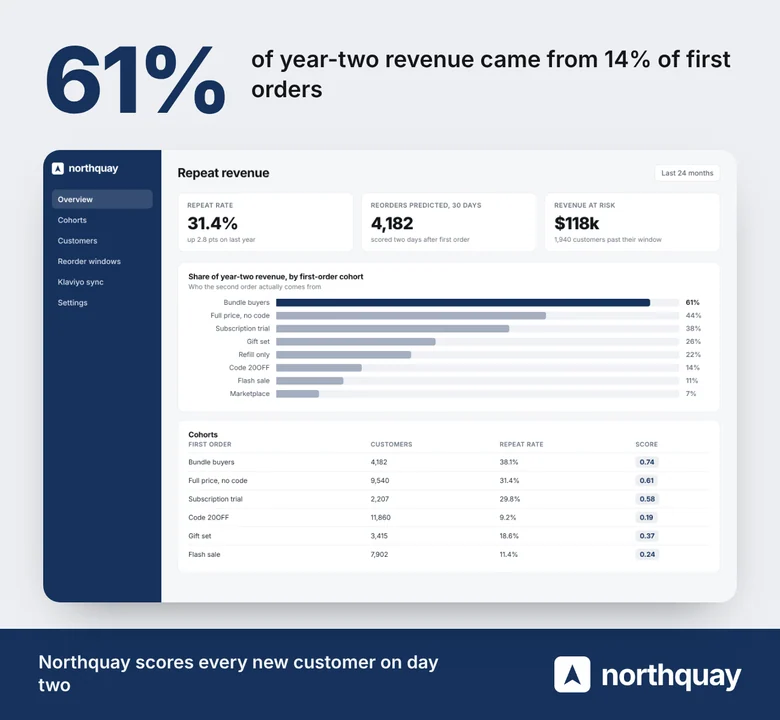 61%
of year-two revenue came from 14% of first
orders
northquay
Overview
Cohorts
Customers
Reorder windows
Klaviyo sync
Settings
Repeat revenue
Last 24 months
REPEAT RATE
31.4%
up 2.6 pts on last year
REORDERS PREDICTED, 30 DAYS
4,182
scored two days after first order
REVENUE AT RISK
$118k
1,940 customers past their window
Share of year-two revenue, by first-order cohort
Who the second order actually comes from
Bundle buyers 61%
Full price, no code 44%
Subscription trial 38%
Gift set 26%
Refill only 22%
Code 20OFF 14%
Flash sale 11%
Marketplace 7%
Cohorts
FIRST ORDER CUSTOMERS REPEAT RATE SCORE
Bundle buyers 4,182 38.1% 0.74
Full price, no code 9,540 31.4% 0.61
Subscription trial 2,207 29.8% 0.58
Code 20OFF 11,860 9.2% 0.19
Gift set 3,415 18.6% 0.37
Flash sale 7,902 11.4% 0.24
Northquay scores every new customer on day
two
northquay